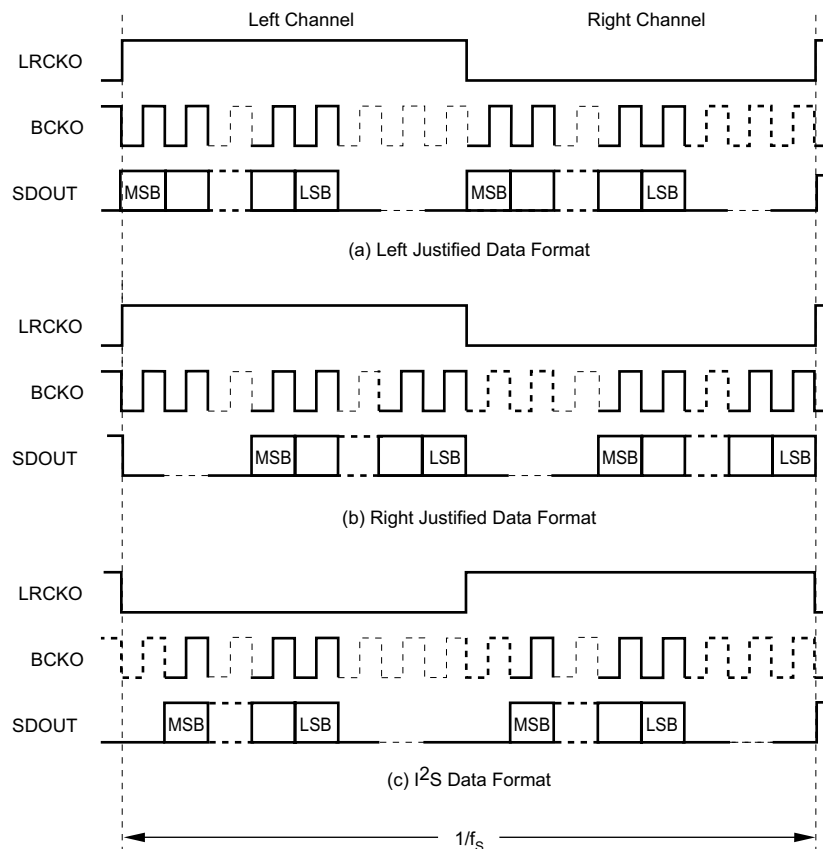 Left Channel Right Channel
LRCKO
BCKO
SDOUT MSB LSB MSB LSB
(a) Left Justified Data Format
LRCKO
BCKO
SDOUT MSB LSB MSB LSB
(b) Right Justified Data Format
LRCKO
BCKO
SDOUT MSB LSB MSB LSB
(c) I²S Data Format
1/fₛ